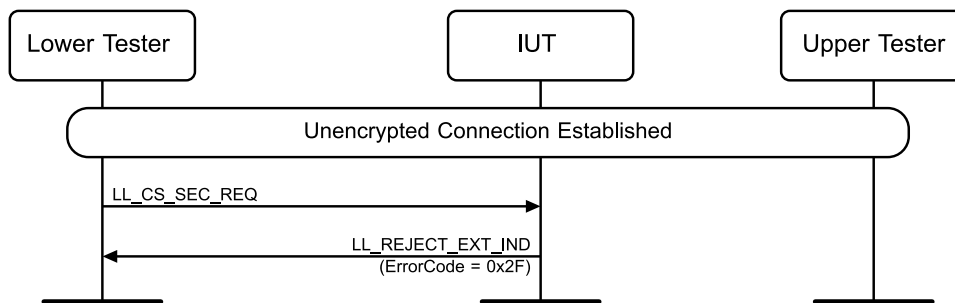 Lower Tester
IUT
Upper Tester
Unencrypted Connection Established
LL_CS_SEC_REQ
LL_REJECT_EXT_IND
(ErrorCode = 0x2F)